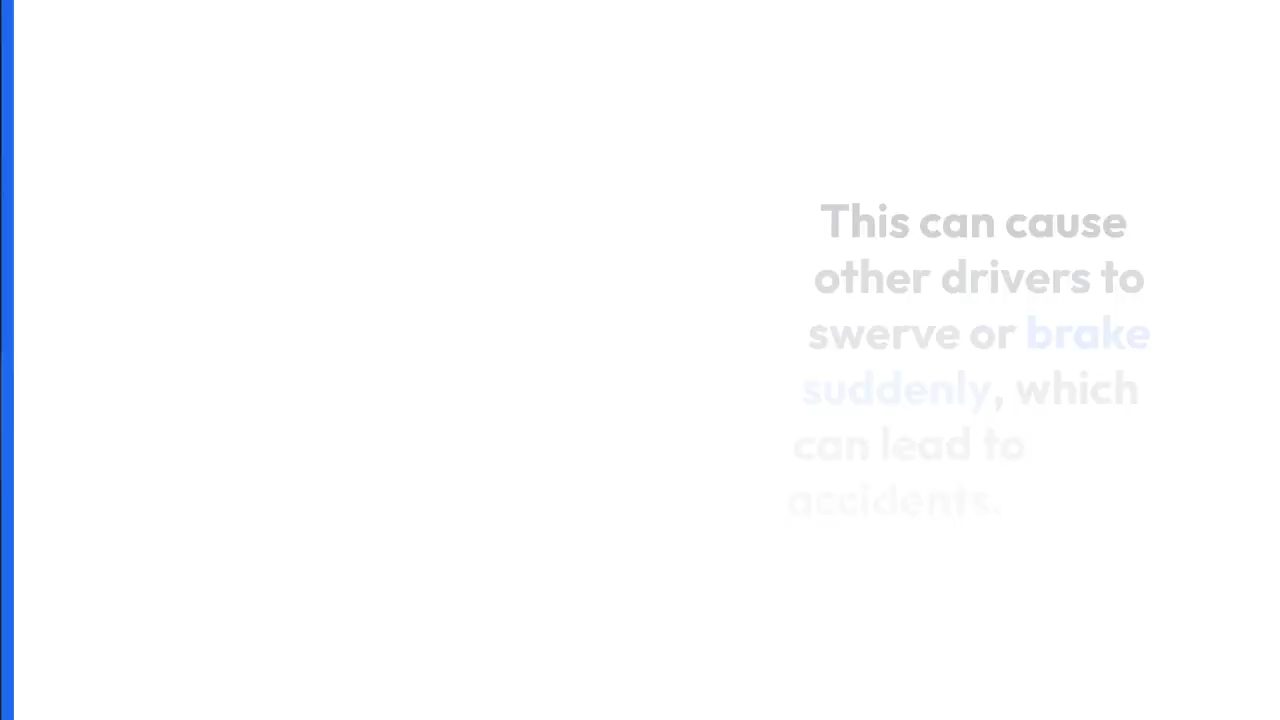 This can cause
other drivers to
swerve or brake
suddenly, which
can lead to
accidents.